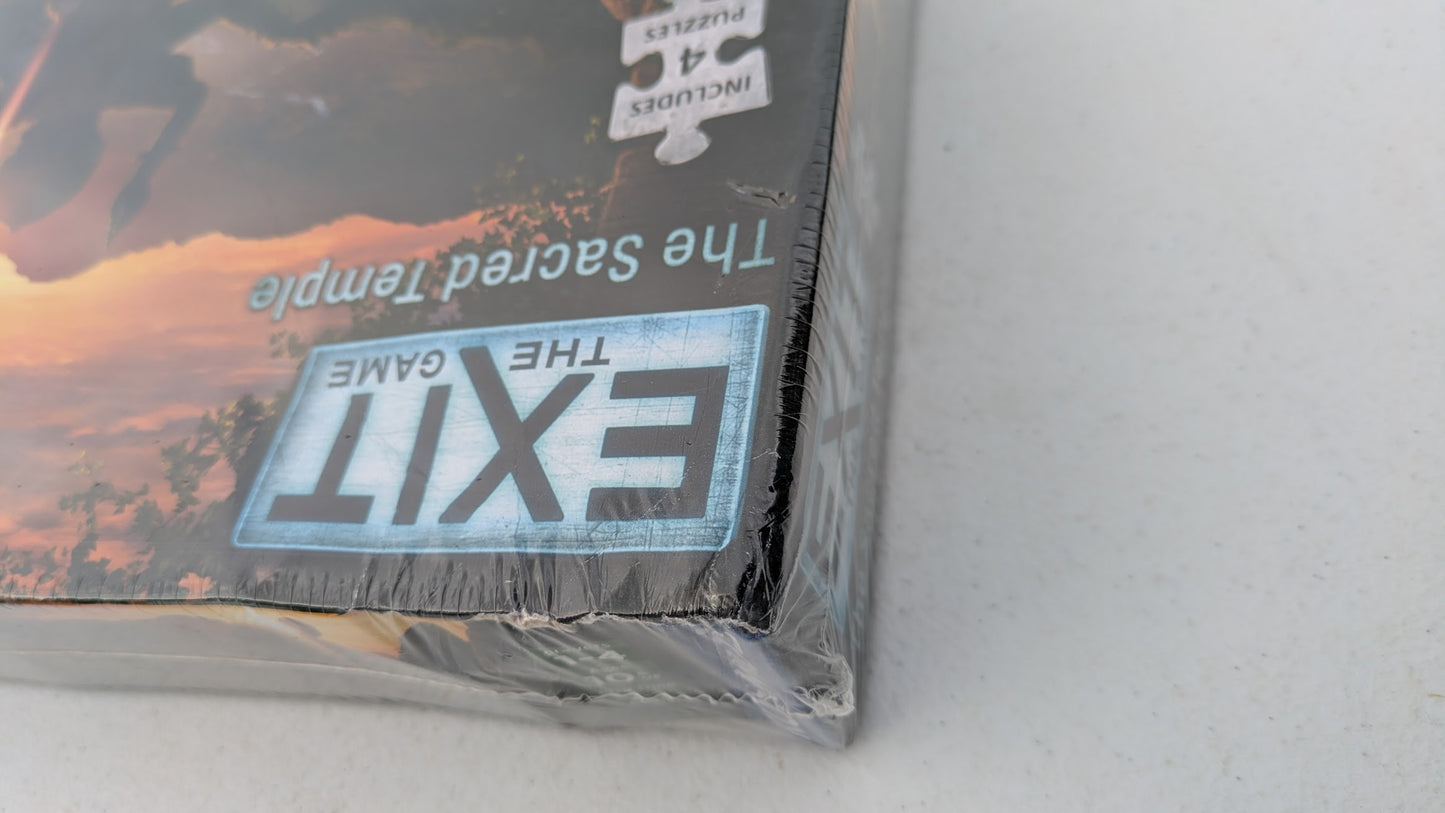 EXIT
THE
GAME
The Sacred Temple
INCLUDES
4
PUZZLES